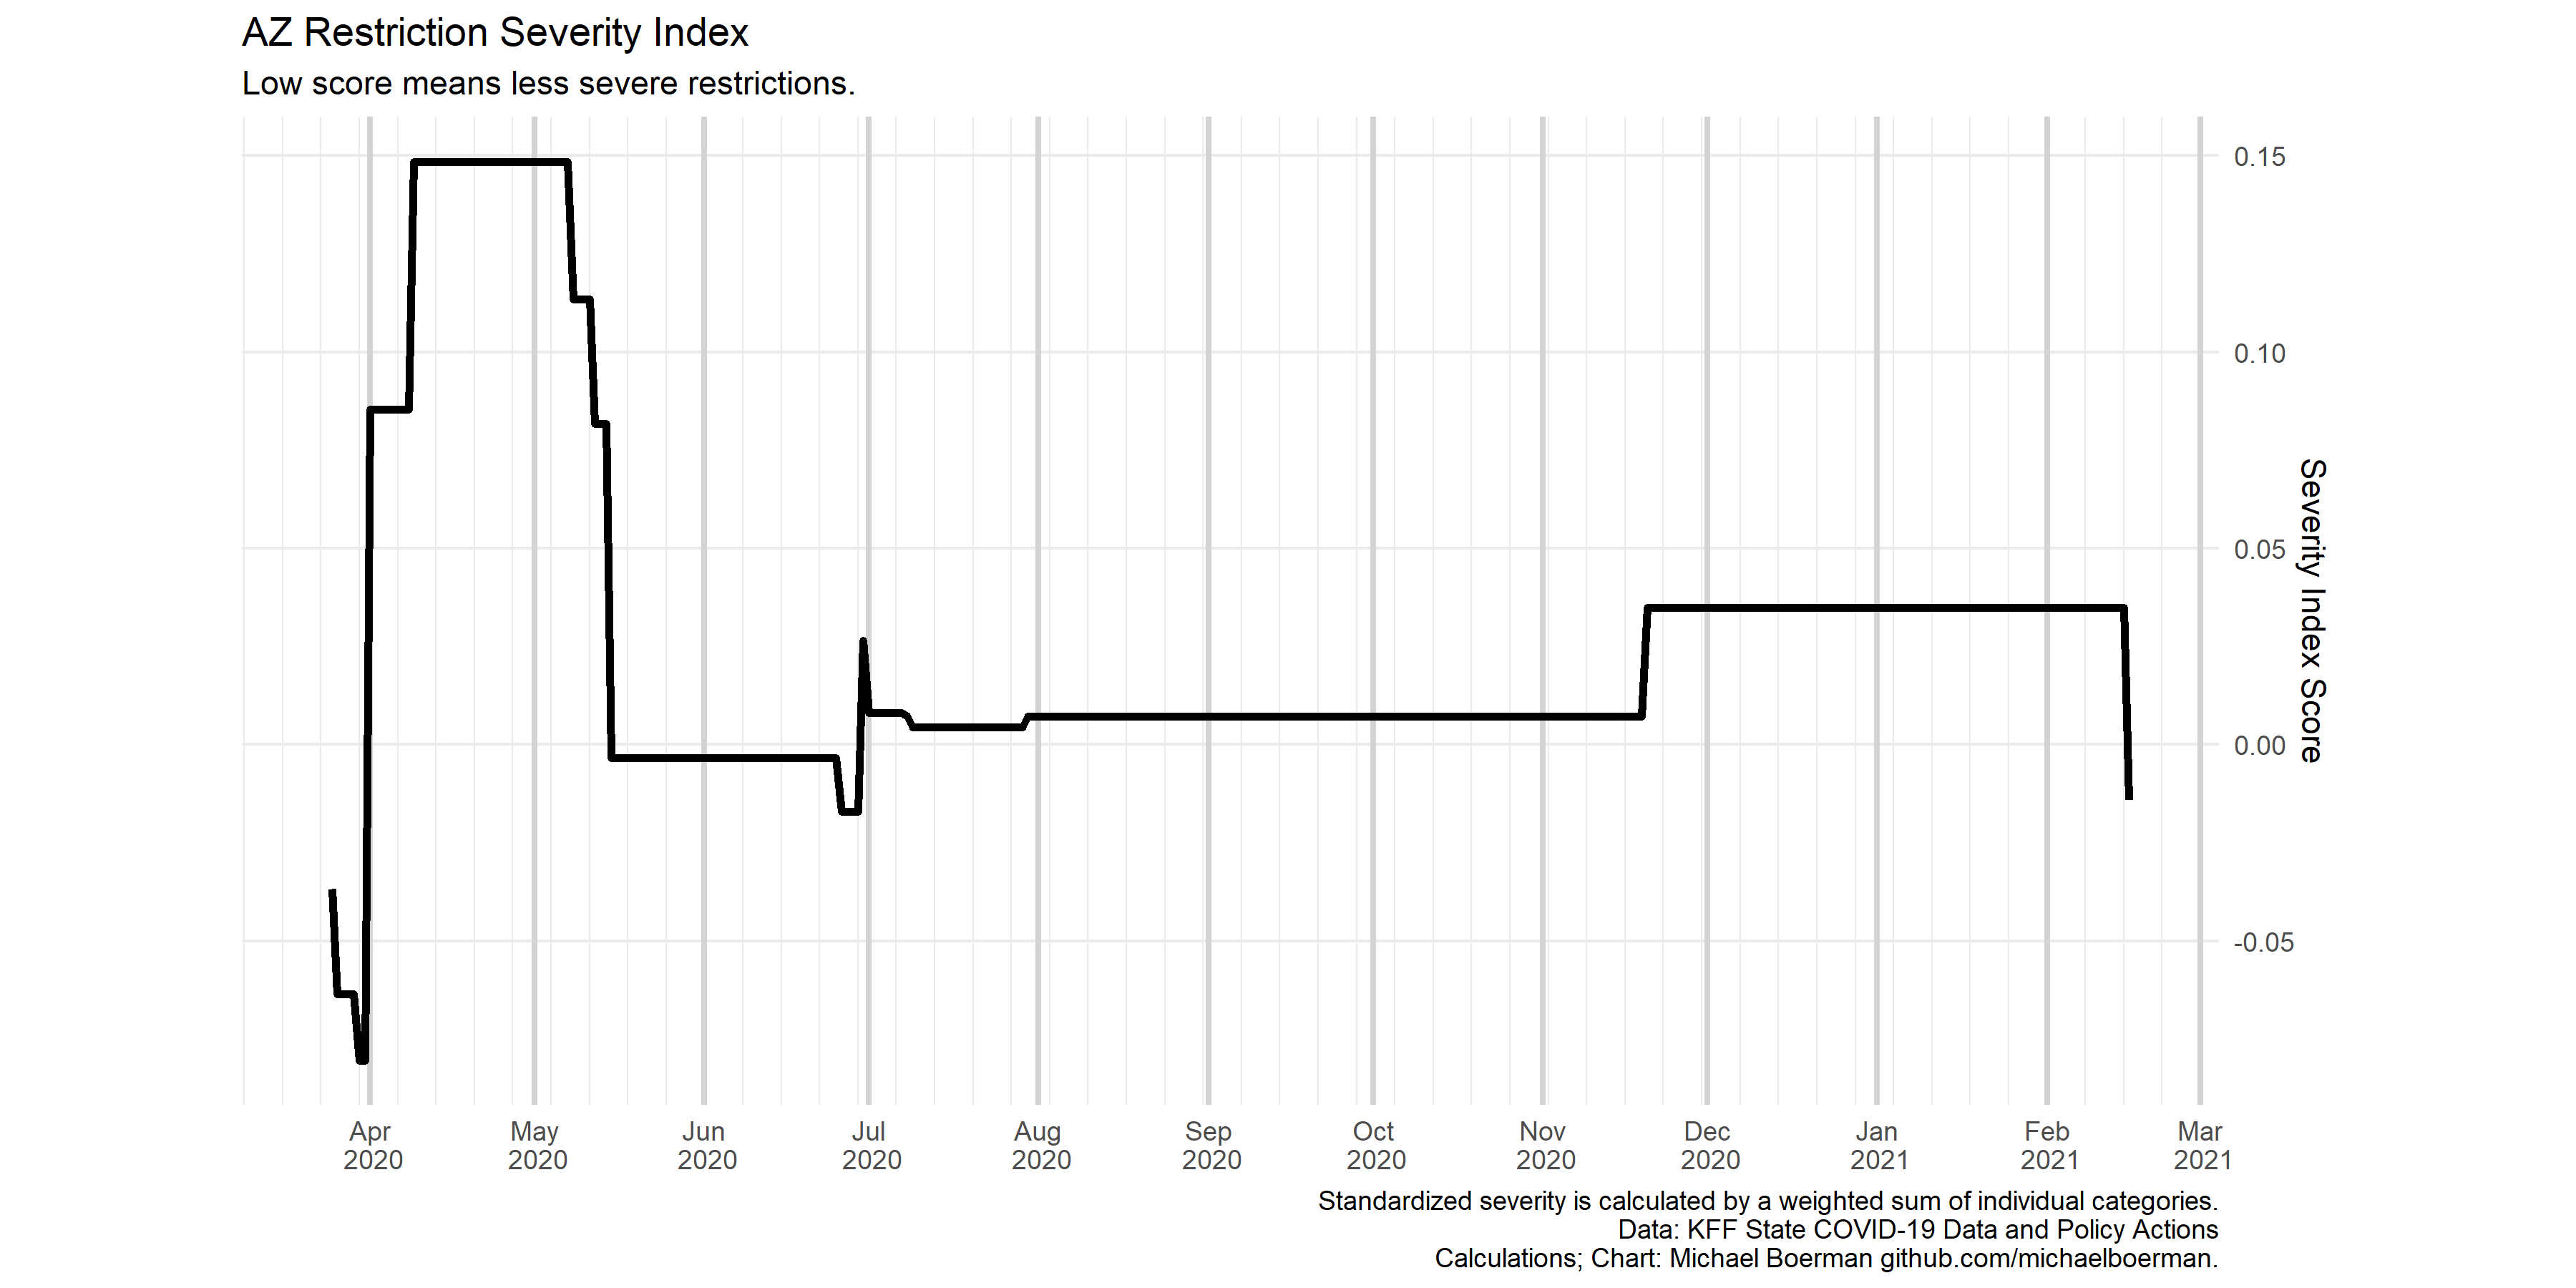 AZ Restriction Severity Index
Low score means less severe restrictions.
0.15
0.10
0.05
0.00
-0.05
Severity Index Score
Apr 2020
May 2020
Jun 2020
Jul 2020
Aug 2020
Sep 2020
Oct 2020
Nov 2020
Dec 2020
Jan 2021
Feb 2021
Mar 2021
Standardized severity is calculated by a weighted sum of individual categories.
Data: KFF State COVID-19 Data and Policy Actions
Calculations; Chart: Michael Boerman github.com/michaelboerman.